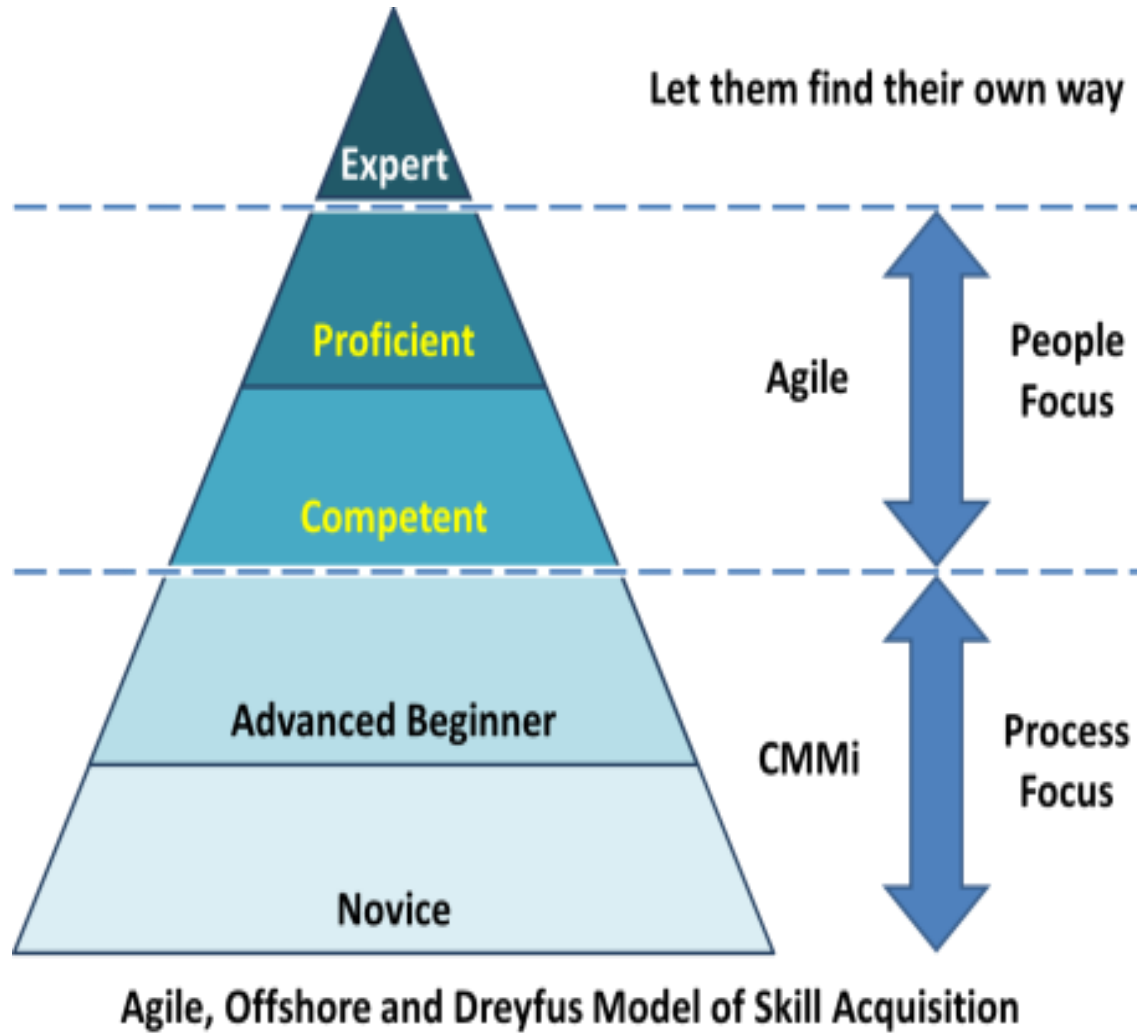 Let them find their own way
Expert
Proficient
Agile
People
Focus
Competent
Advanced Beginner
CMMi
Process
Focus
Novice
Agile, Offshore and Dreyfus Model of Skill Acquisition